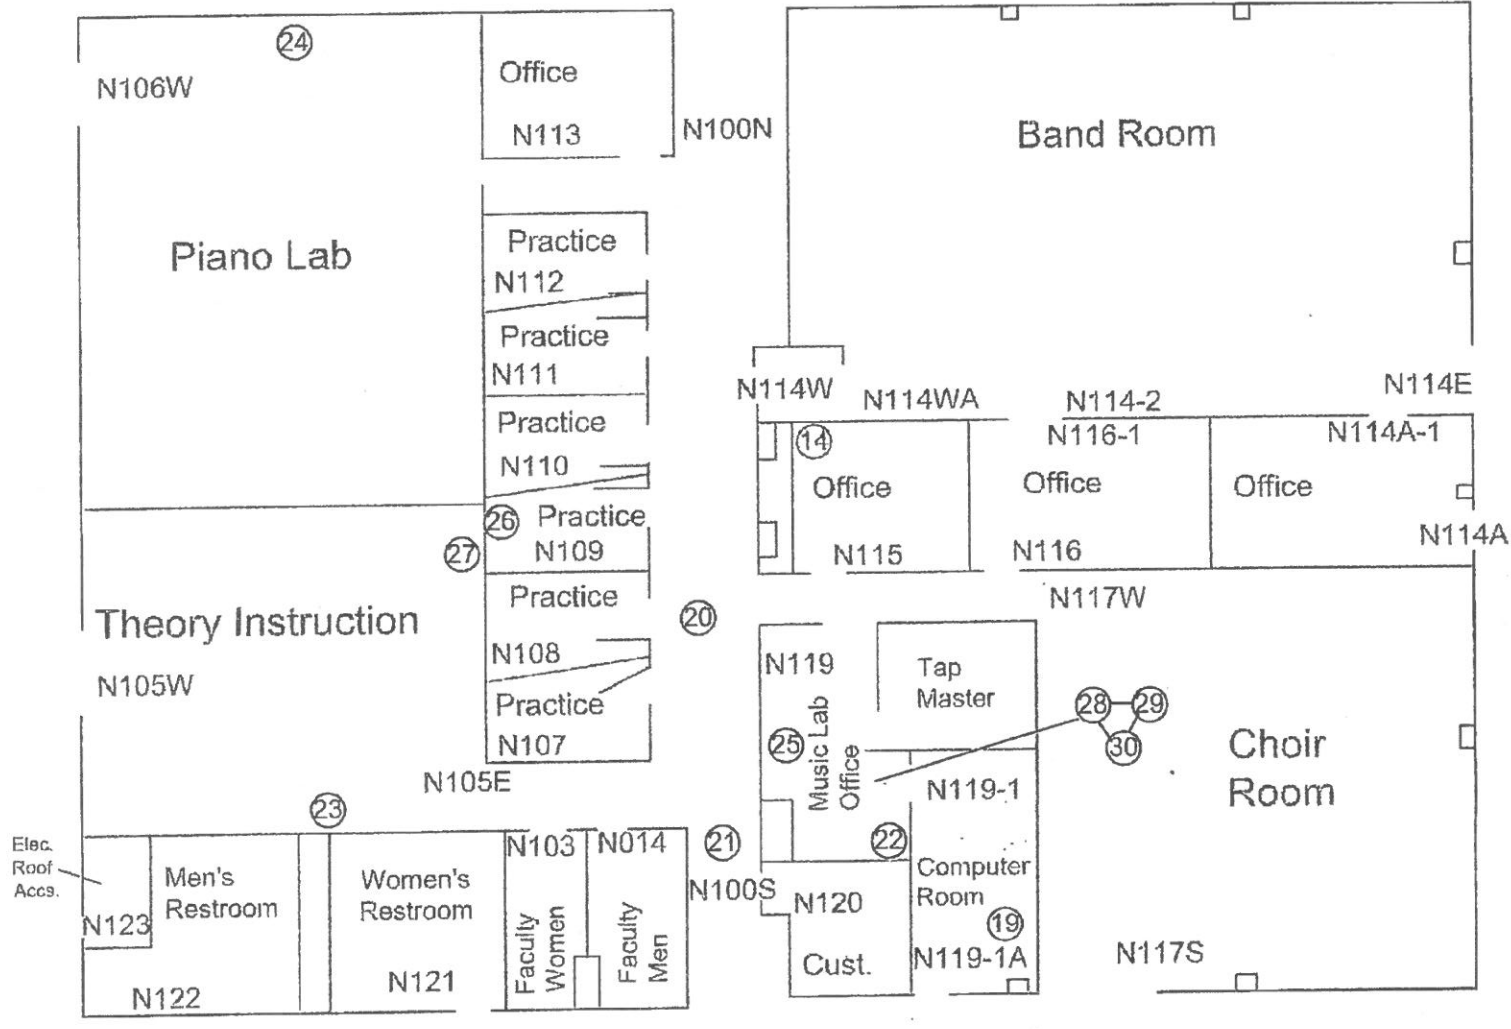 24
N106W
Office
N113
N100N
Band Room
Piano Lab
Practice
N112
Practice
N111
Practice
N110
26
Practice
N109
27
Practice
N108
Practice
N107
Theory Instruction
N105W
N105E
20
N114W
N114WA
N114-2
N114E
14
N116-1
N114A-1
Office
Office
Office
N115
N116
N114A
N117W
N119
Tap
Master
25
Music Lab
Office
28
29
30
Choir
Room
N119-1
22
Computer
Room
19
N119-1A
N117S
23
Elec.
Roof
Accs.
N123
Men's
Restroom
N122
Women's
Restroom
N121
N103
Faculty
Women
N014
Faculty
Men
21
N100S
N120
Cust.